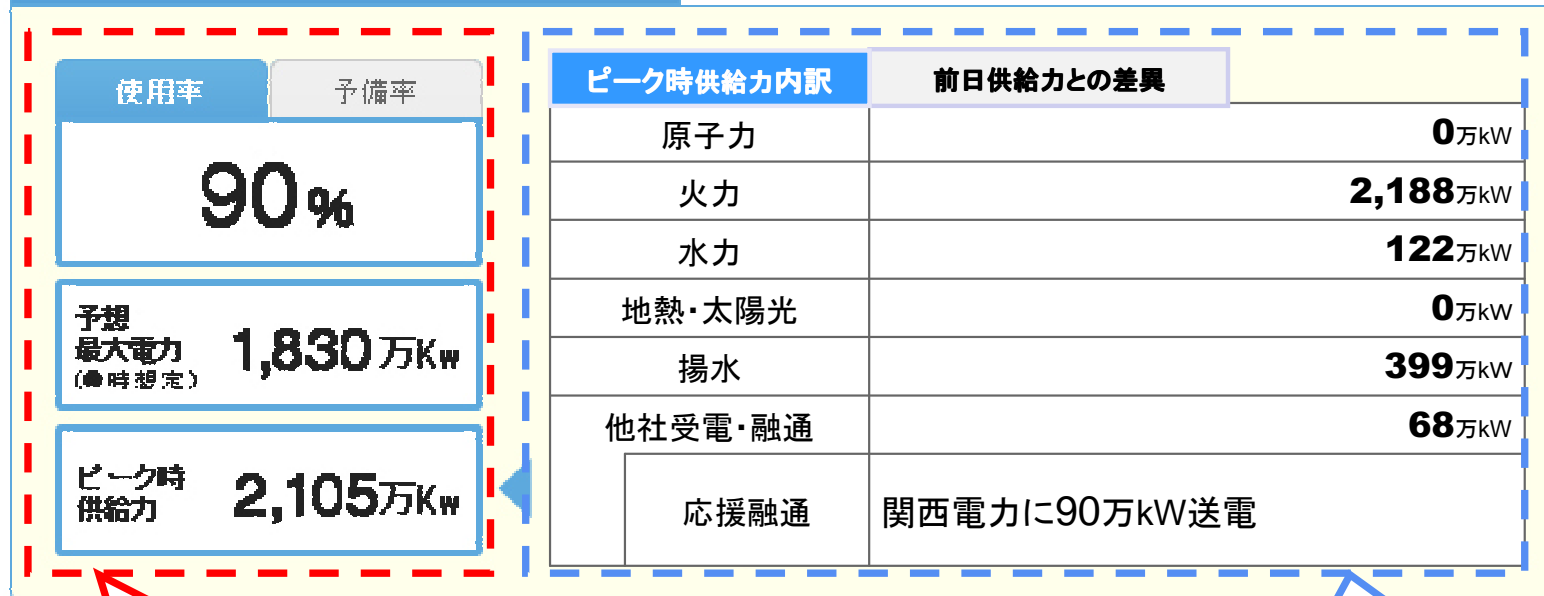 使用率 予備率
90%
予想
最大電力
(●時想定)
1,830万Kw
ピーク時
供給力
2,105万Kw
ピーク時供給力内訳 前日供給力との差異
原子力 0万kW
火力 2,188万kW
水力 122万kW
地熱・太陽光 0万kW
揚水 399万kW
他社受電・融通 68万kW
応援融通 関西電力に90万kW送電